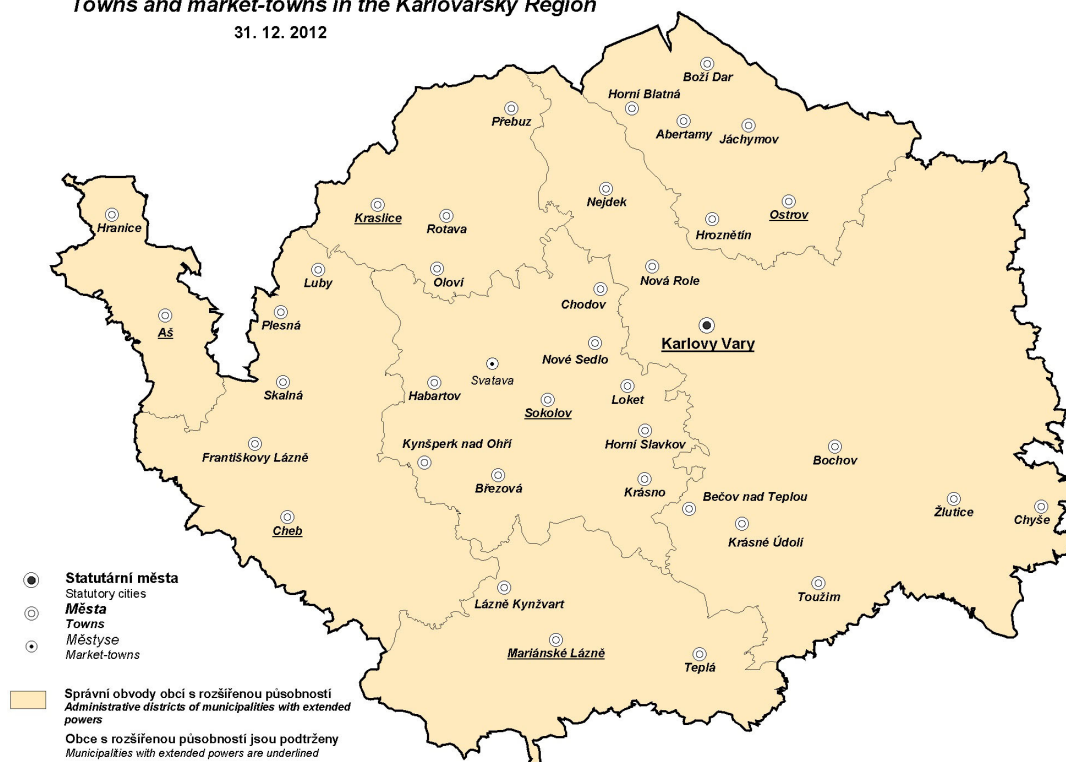 Towns and market-towns in the Karlovarský Region
31. 12. 2012
Boží Dar
Horní Blatná
Přebuz
Abertamy
Jáchymov
Nejdek
Kraslice
Ostrov
Hranice
Rotava
Hroznětín
Luby
Oloví
Nová Role
Chodov
Plesná
Aš
Karlovy Vary
Nové Sedlo
Svatava
Skalná
Habartov
Loket
Sokolov
Kynšperk nad Ohří
Horní Slavkov
Františkovy Lázně
Bochov
Březová
Krásno
Bečov nad Teplou
Žlutice
Chyše
Cheb
Krásné Údolí
Statutární města
Statutory cities
Města
Towns
Městyse
Market-towns
Lázně Kynžvart
Toužim
Mariánské Lázně
Teplá
Správní obvody obcí s rozšířenou působností
Administrative districts of municipalities with extended
powers
Obce s rozšířenou působností jsou podtrženy
Municipalities with extended powers are underlined